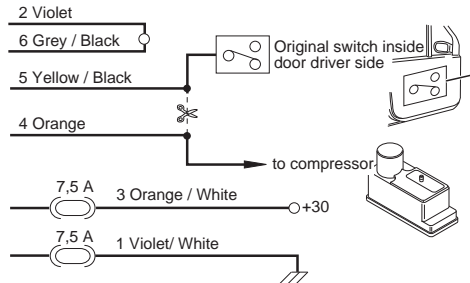 2 Violet
6 Grey / Black
Original switch inside
door driver side
5 Yellow / Black
4 Orange
to compressor
7,5 A
3 Orange / White
+30
7,5 A
1 Violet/ White